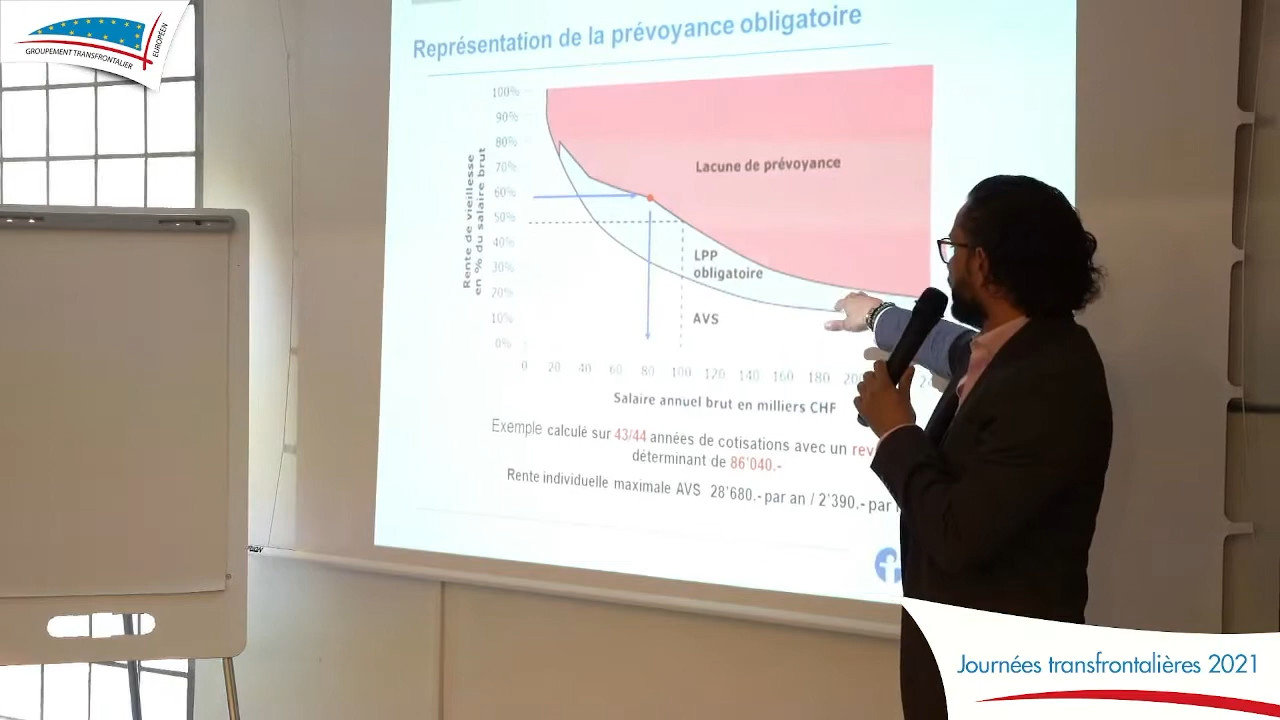 GROUPEMENT TRANSFRONTALIER
EUROPÉEN
Représentation de la prévoyance obligatoire
Rente de vieillesse
en % du salaire brut
100%
90%
80%
70%
60%
50%
40%
30%
20%
10%
0%
Lacune de prévoyance
LPP
obligatoire
AVS
0 20 40 60 80 100 120 140 160 180
Salaire annuel brut en milliers CHF
Exemple calculé sur 43/44 années de cotisations avec un
déterminant de 86'040.-
Rente individuelle maximale AVS 28'680.- par an / 2'390.- par
Journées transfrontalières 2021